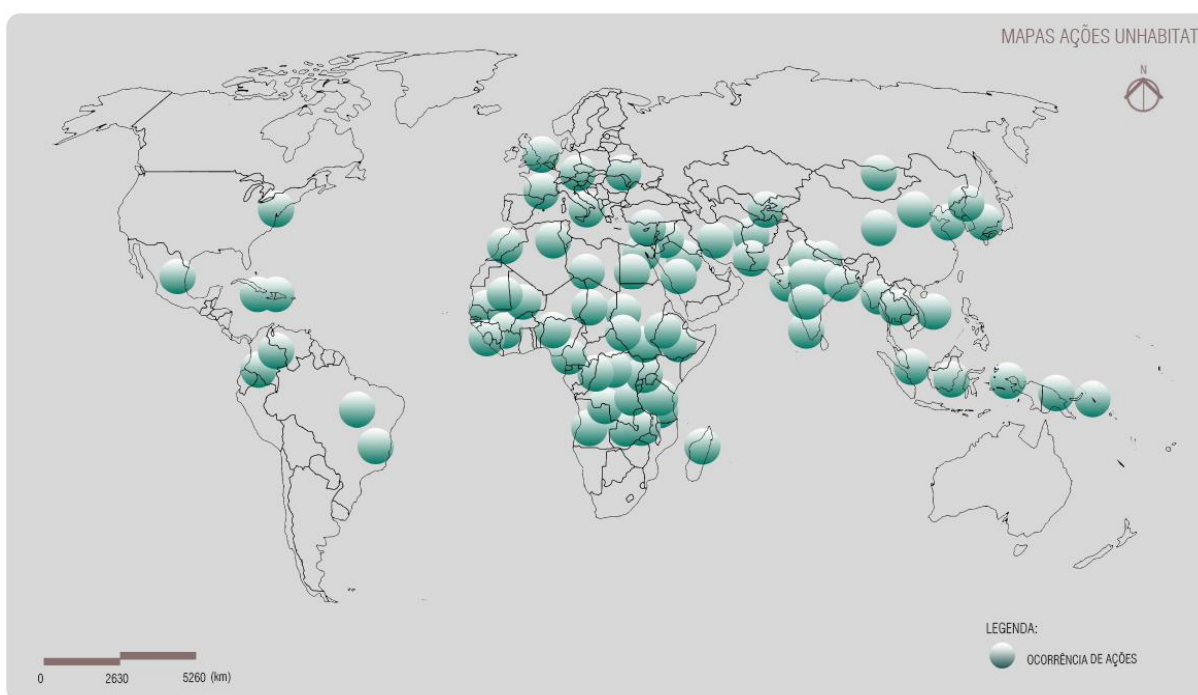 MAPAS AÇÕES UNHABITAT
N
LEGENDA:
OCORRÊNCIA DE AÇÕES
0 2630 5260 (km)